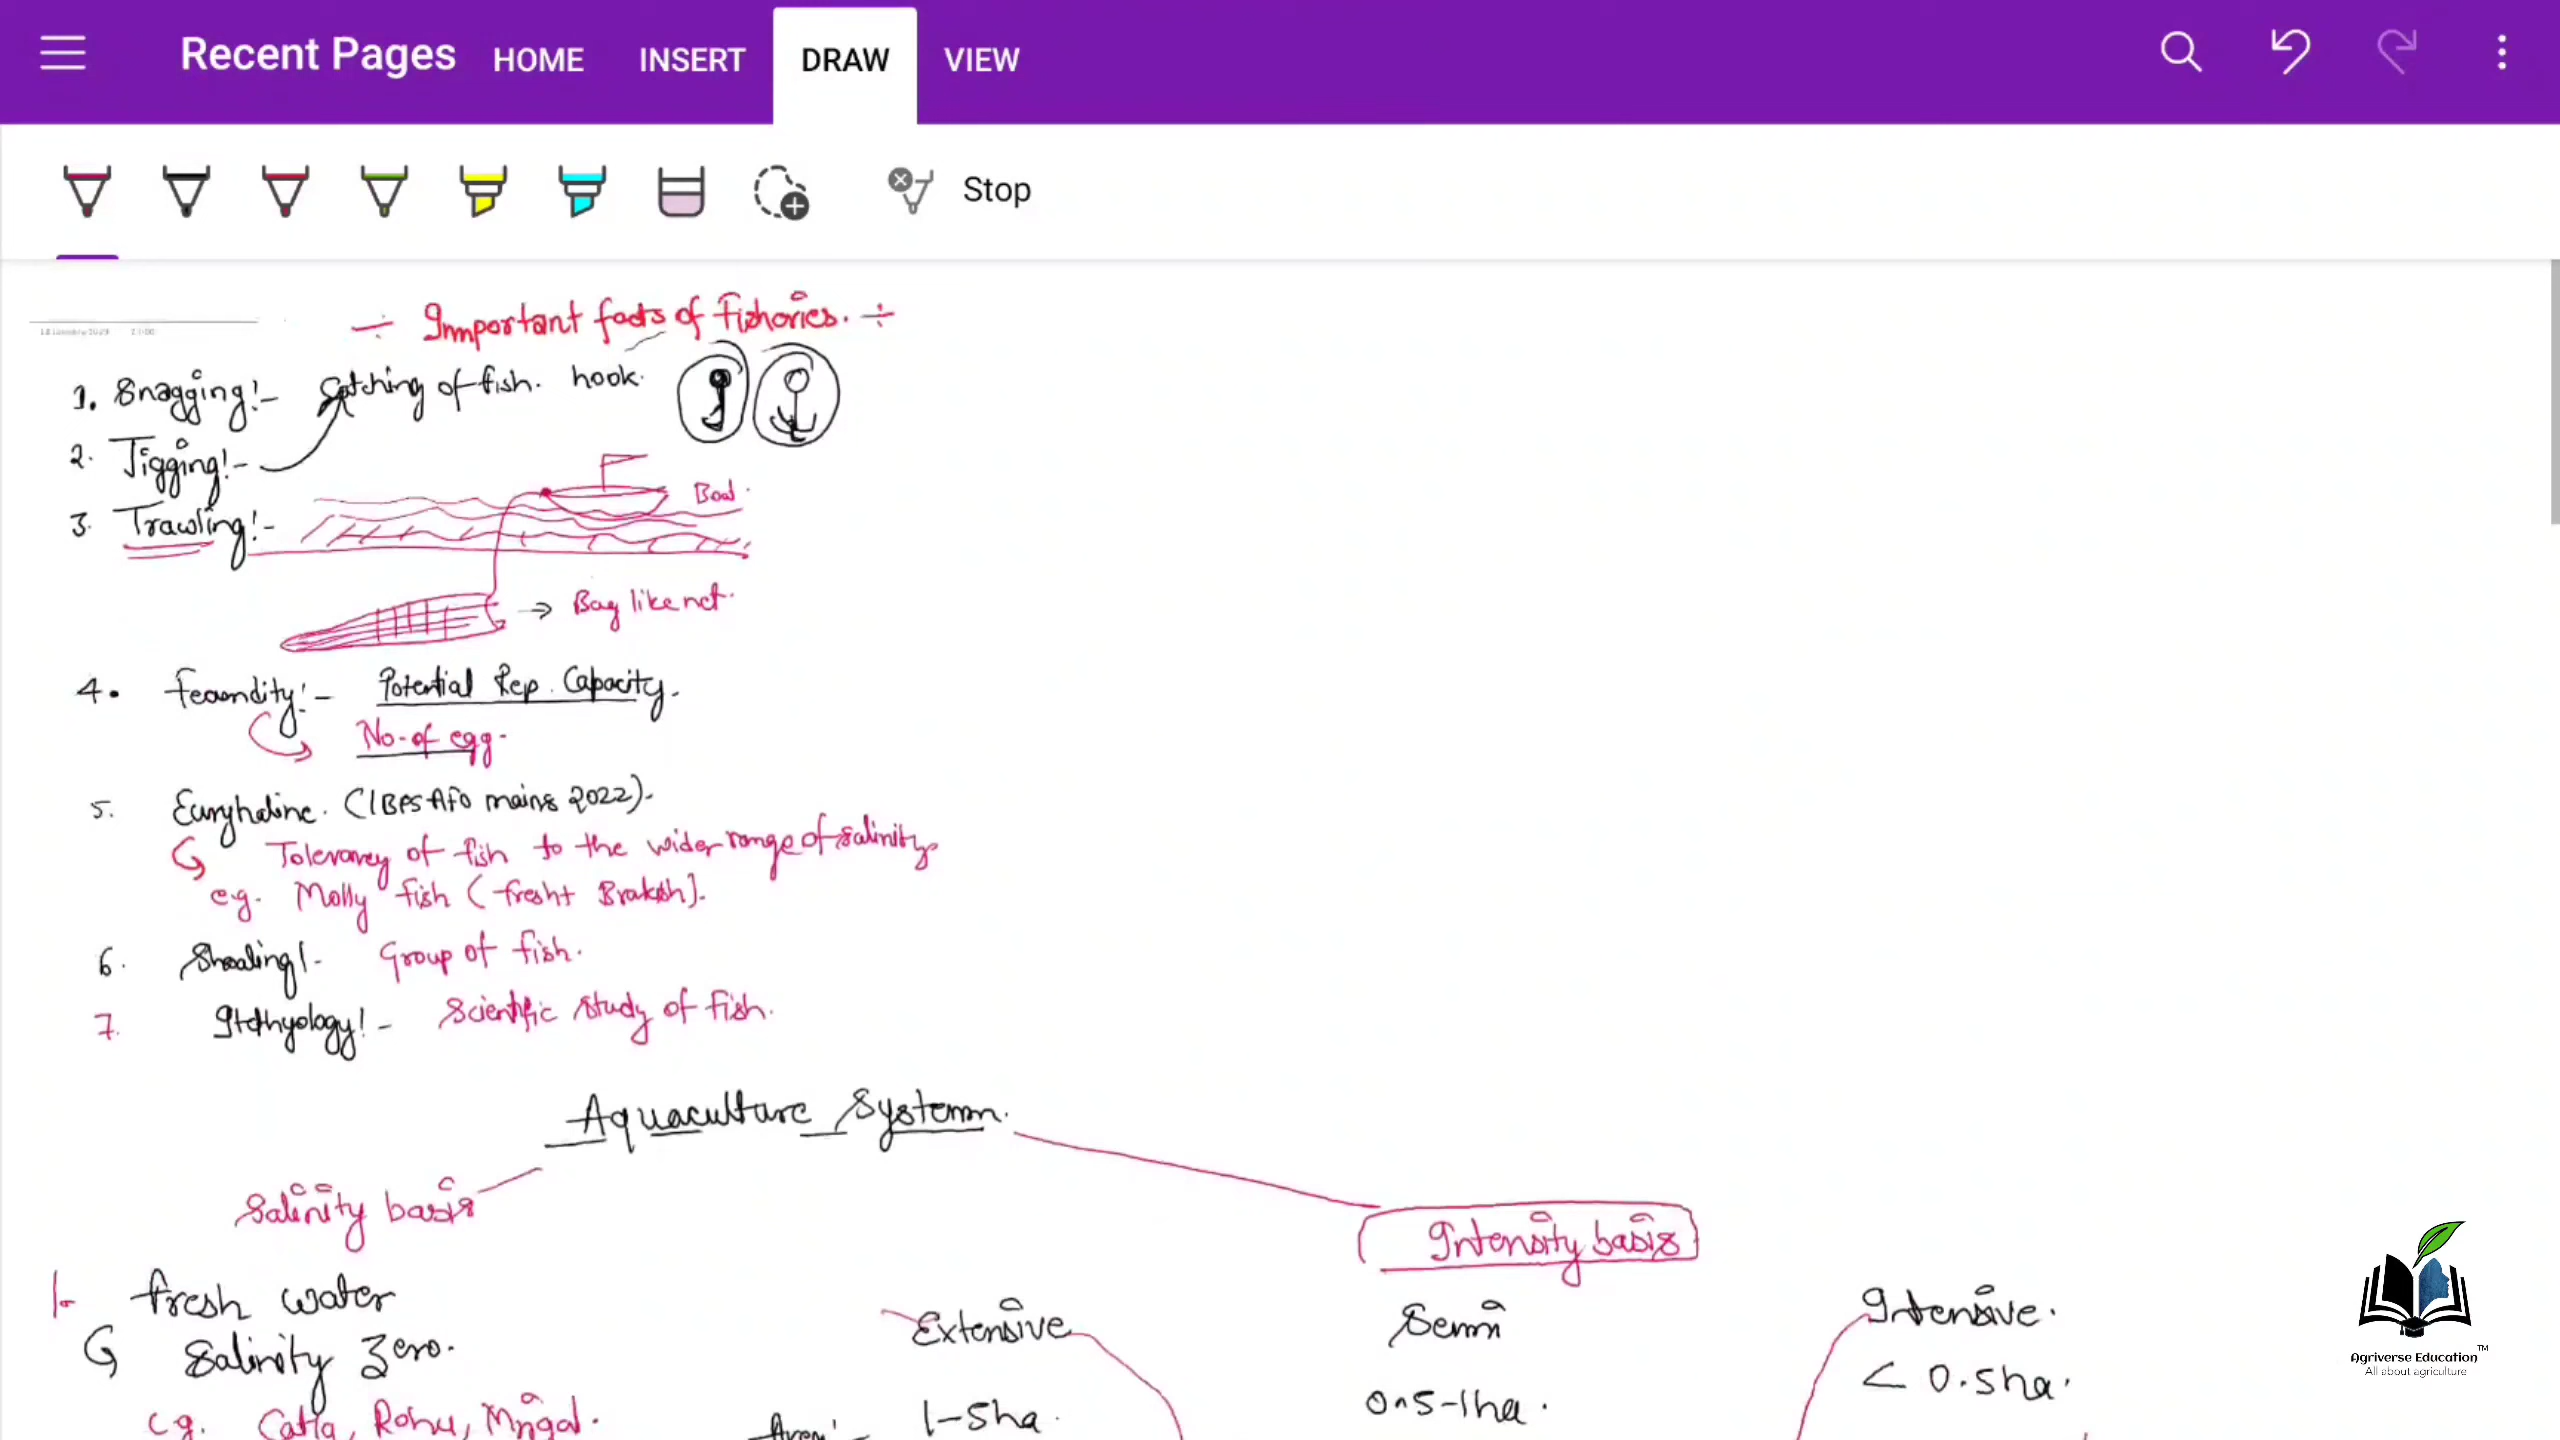 Recent Pages HOME INSERT DRAW VIEW
Stop
÷ Important facts of Fisheries. ÷
1. Snagging!- Catching of fish. hook.
2. Jigging!-
3. Trawling!-
Boat.
→ Bag like net.
4. Fecundity!- Potential Rep. Capacity.
No. of egg.
5. Euryhaline. (IBPS AFO mains 2022).
Tolerancy of fish to the wider range of salinity.
e.g. Molly fish (fresh + Brakish).
6. Shoaling!- Group of fish.
7. Icthyology!- Scientific study of fish.
Aquaculture System.
Salinity basis
Intensity basis
1- fresh water
Salinity Zero.
e.g. Catla, Rohu, Mrigal.
Extensive Semi Intensive.
Area!- 1-5ha. 0.5-1ha. < 0.5ha.
Agriverse Education™
All about agriculture